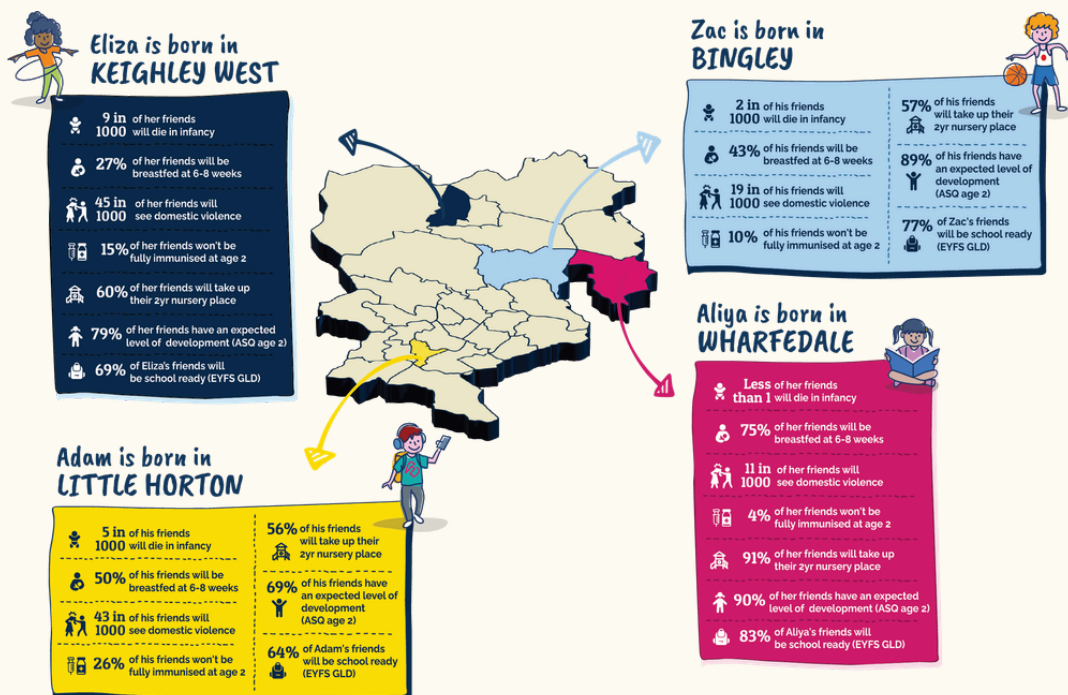 Eliza is born in
KEIGHLEY WEST
9 in
1000
of her friends
will die in infancy
27%
of her friends will be
breastfed at 6-8 weeks
45 in
1000
of her friends will
see domestic violence
15%
of her friends won't be
fully immunised at age 2
60%
of her friends will take up
their 2yr nursery place
79%
of her friends have an expected
level of development (ASQ age 2)
69%
of Eliza's friends will
be school ready (EYFS GLD)
Zac is born in
BINGLEY
2 in
1000
of his friends
will die in infancy
43%
of his friends will be
breastfed at 6-8 weeks
19 in
1000
of his friends will
see domestic violence
10%
of his friends won't be
fully immunised at age 2
57%
of his friends
will take up their
2yr nursery place
89%
of his friends have
an expected level of
development
(ASQ age 2)
77%
of Zac's friends
will be school ready
(EYFS GLD)
Adam is born in
LITTLE HORTON
5 in
1000
of his friends
will die in infancy
50%
of his friends will be
breastfed at 6-8 weeks
43 in
1000
of his friends will
see domestic violence
26%
of his friends won't be
fully immunised at age 2
56%
of his friends
will take up their
2yr nursery place
69%
of his friends have
an expected level of
development
(ASQ age 2)
64%
of Adam's friends
will be school ready
(EYFS GLD)
Aliya is born in
WHARFEDALE
Less
than 1
of her friends
will die in infancy
75%
of her friends will be
breastfed at 6-8 weeks
11 in
1000
of her friends will
see domestic violence
4%
of her friends won't be
fully immunised at age 2
91%
of her friends will take up
their 2yr nursery place
90%
of her friends have an expected
level of development (ASQ age 2)
83%
of Aliya's friends will
be school ready (EYFS GLD)